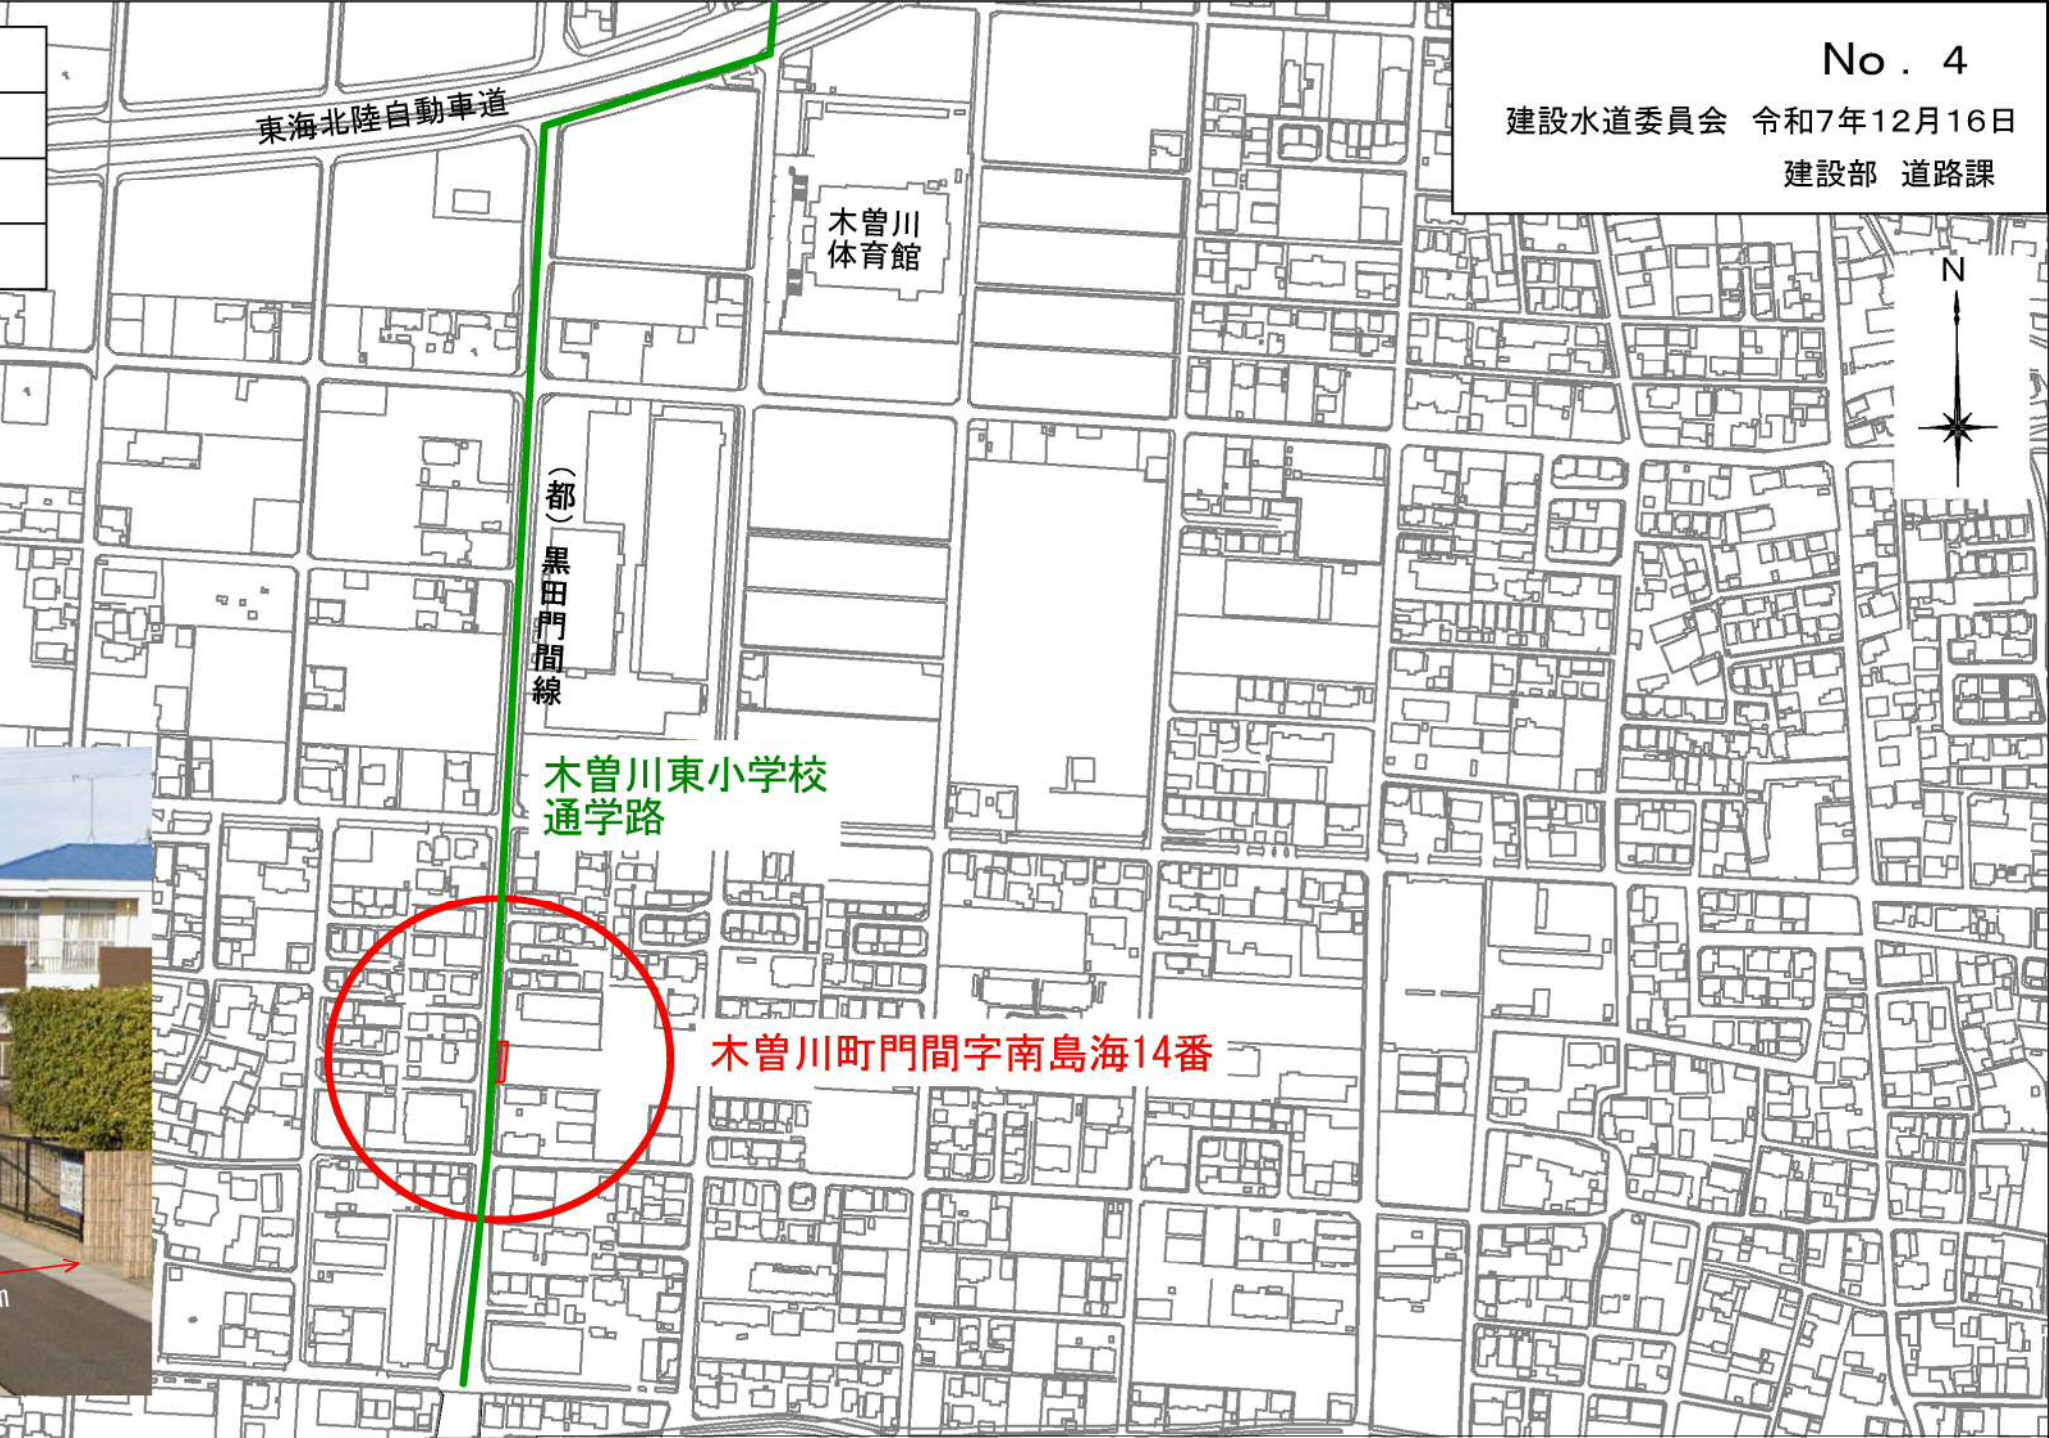 No．4
建設水道委員会　令和7年12月16日
建設部　道路課
東海北陸自動車道
木曽川
体育館
N
（都）黒田門間線
木曽川東小学校
通学路
木曽川町門間字南島海14番
m